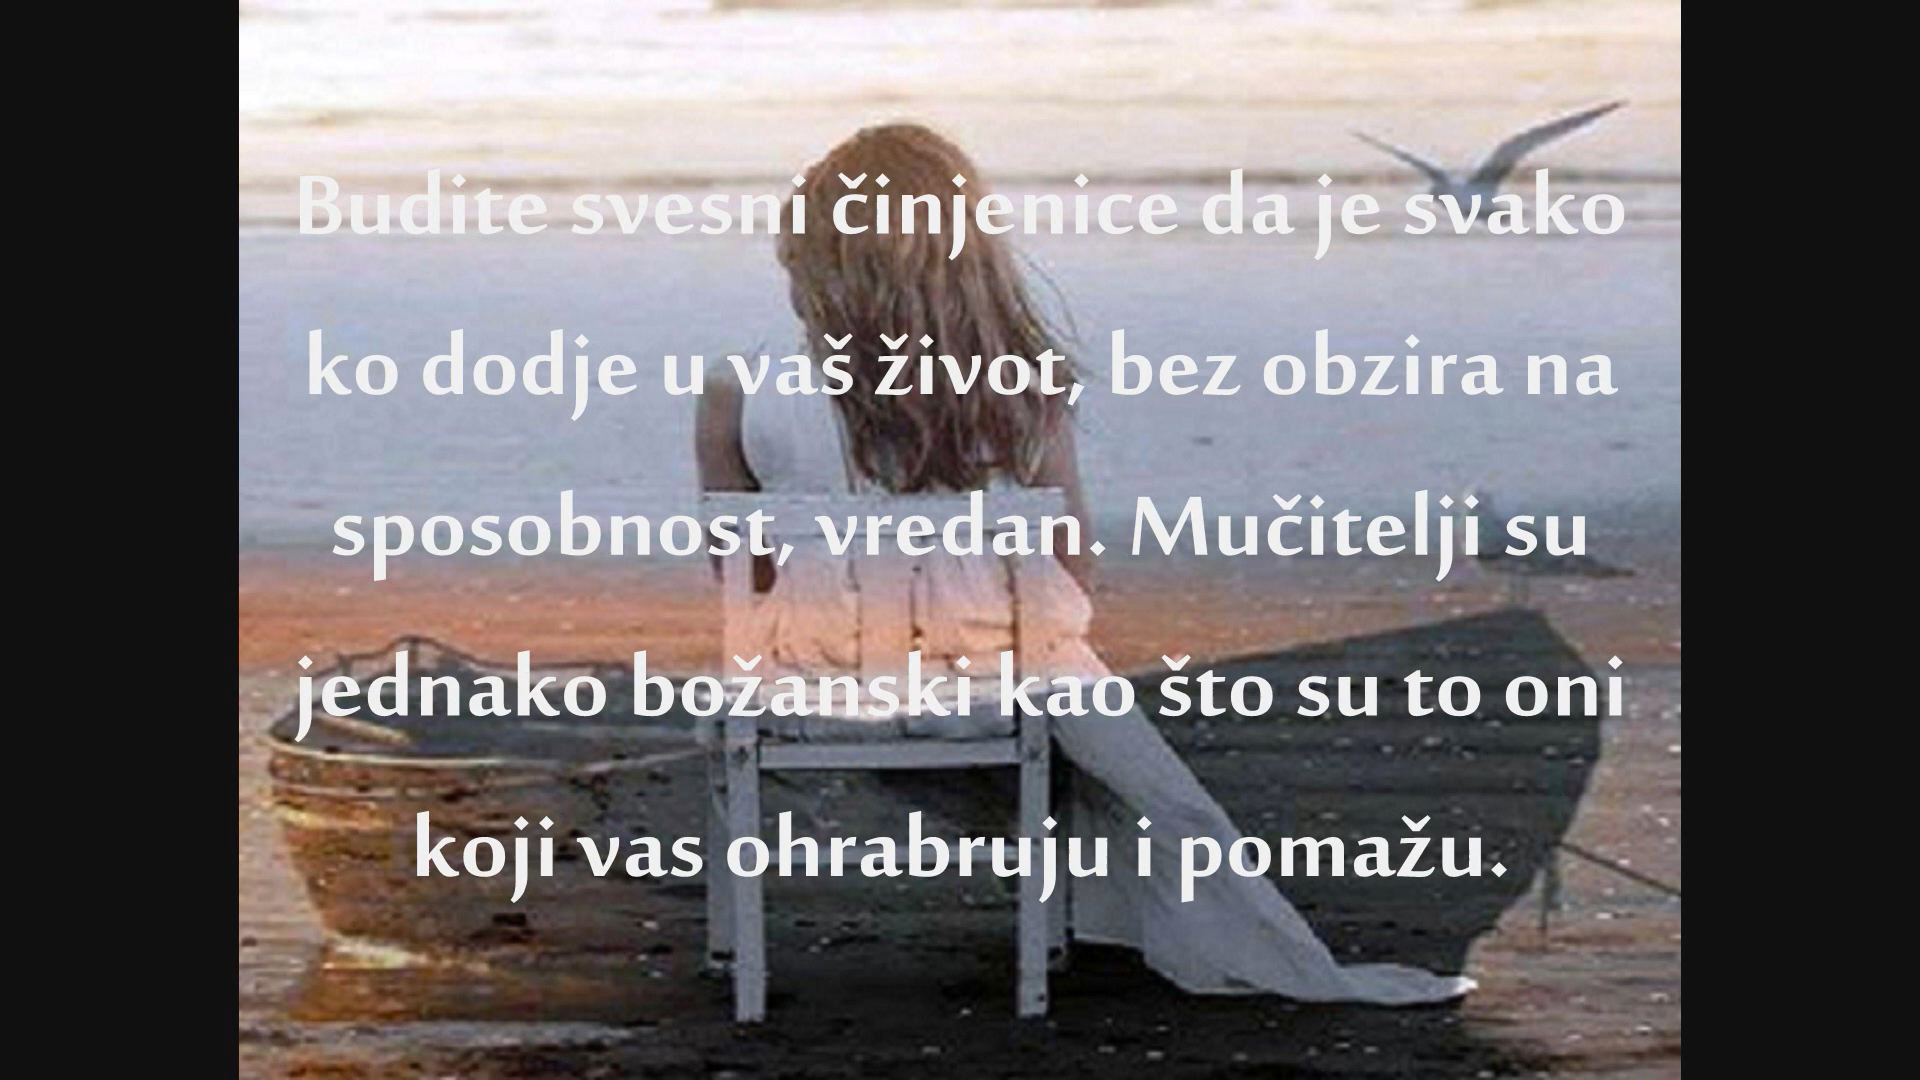 Budite svesni činjenice da je svako
ko dodje u vaš život, bez obzira na
sposobnost, vredan. Mučitelji su
jednako božanski kao što su to oni
koji vas ohrabruju i pomažu.